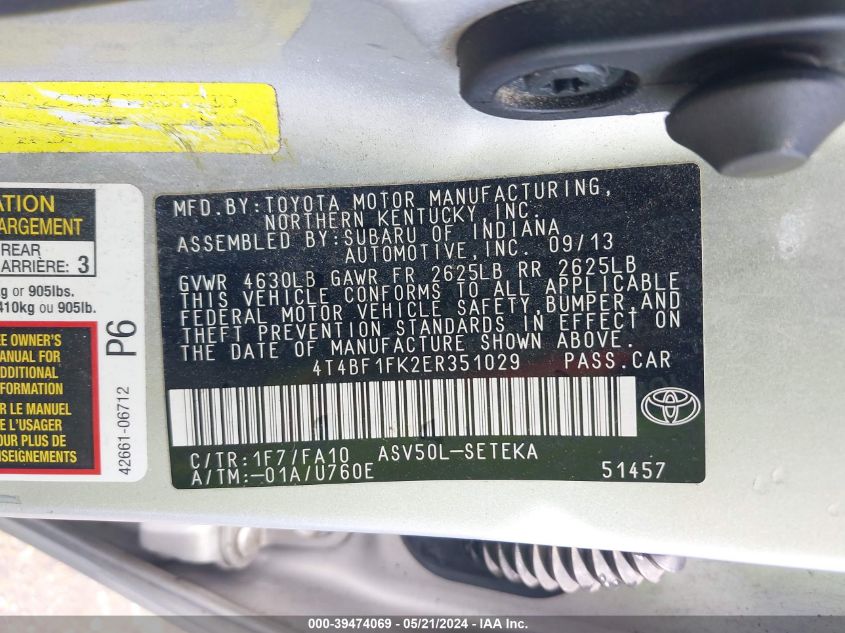 ATION
ARGEMENT
REAR
ARRIÈRE: 3
g or 905lbs.
410kg ou 905lb.
EE OWNER'S
MANUAL FOR
ADDITIONAL
NFORMATION
R LE MANUEL
E L'USAGER
OUR PLUS DE
NSEIGNEMENTS
P6
42661-06712
MFD.BY:TOYOTA MOTOR MANUFACTURING,
NORTHERN KENTUCKY,INC.
ASSEMBLED BY:SUBARU OF INDIANA
AUTOMOTIVE,INC. 09/13
GVWR 4630LB GAWR FR 2625LB RR 2625LB
THIS VEHICLE CONFORMS TO ALL APPLICABLE
FEDERAL MOTOR VEHICLE SAFETY,BUMPER,AND
THEFT PREVENTION STANDARDS IN EFFECT ON
THE DATE OF MANUFACTURE SHOWN ABOVE.
4T4BF1FK2ER351029 PASS.CAR
C/TR:1F7/FA10 ASV50L-SETEKA
A/TM:-01A/U760E 51457
000-39474069 - 05/21/2024 - IAA, Inc.